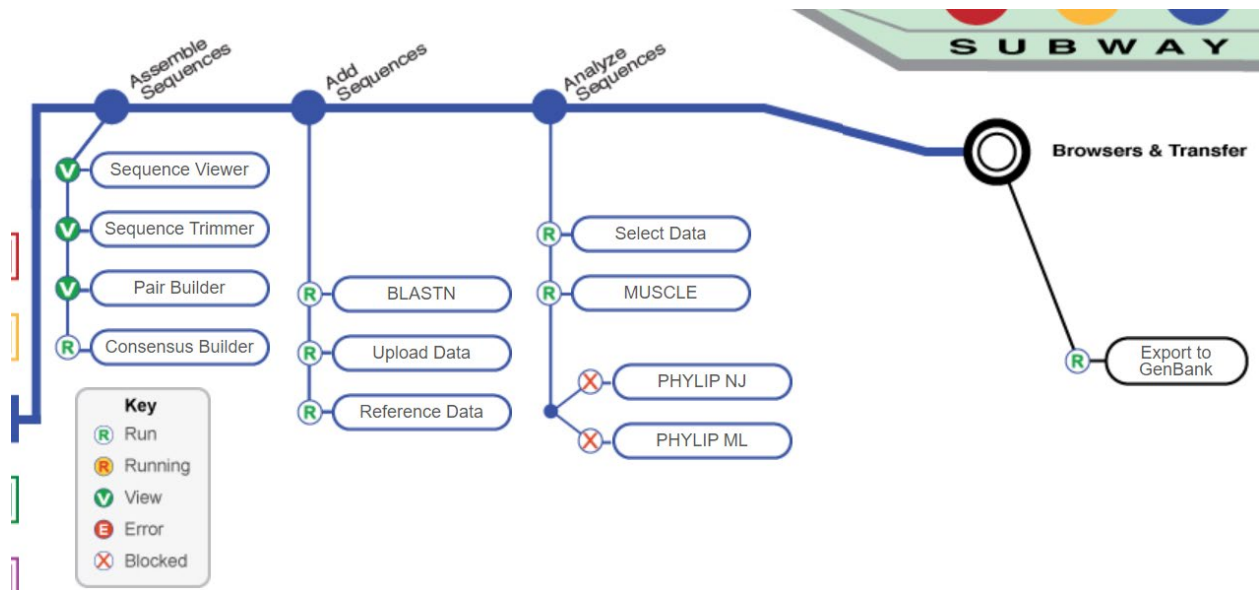 SUBWAY
Assemble
Sequences
Add
Sequences
Analyze
Sequences
Browsers & Transfer
V Sequence Viewer
V Sequence Trimmer
V Pair Builder
R Consensus Builder
R BLASTN
R Upload Data
R Reference Data
R Select Data
R MUSCLE
X PHYLIP NJ
X PHYLIP ML
R Export to
GenBank
Key
R Run
R Running
V View
E Error
X Blocked